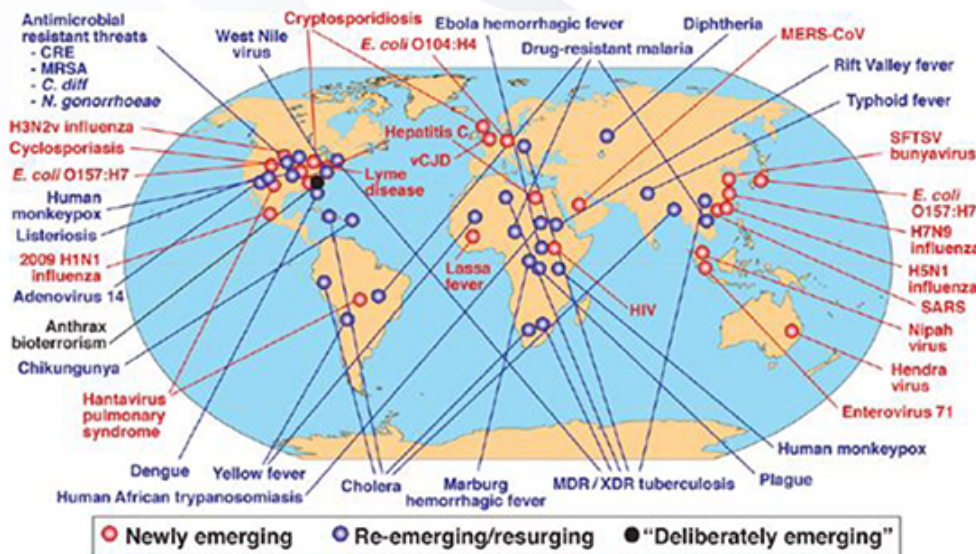 Antimicrobial
resistant threats
- CRE
- MRSA
- C. diff
- N. gonorrhoeae
West Nile
virus
Cryptosporidiosis
E. coli O104:H4
Ebola hemorrhagic fever
Drug-resistant malaria
Diphtheria
MERS-CoV
Rift Valley fever
Typhoid fever
H3N2v influenza
Cyclosporiasis
E. coli O157:H7
Human
monkeypox
Listeriosis
2009 H1N1
influenza
Adenovirus 14
Anthrax
bioterrorism
Chikungunya
Hantavirus
pulmonary
syndrome
Dengue
Hepatitis C
vCJD
Lyme
disease
Lassa
fever
HIV
SFTSV
bunyavirus
E. coli
O157:H7
H7N9
influenza
H5N1
influenza
SARS
Nipah
virus
Hendra
virus
Enterovirus 71
Human monkeypox
Yellow fever
Human African trypanosomiasis
Cholera
Marburg
hemorrhagic fever
MDR/XDR tuberculosis
Plague
Newly emerging
Re-emerging/resurging
"Deliberately emerging"